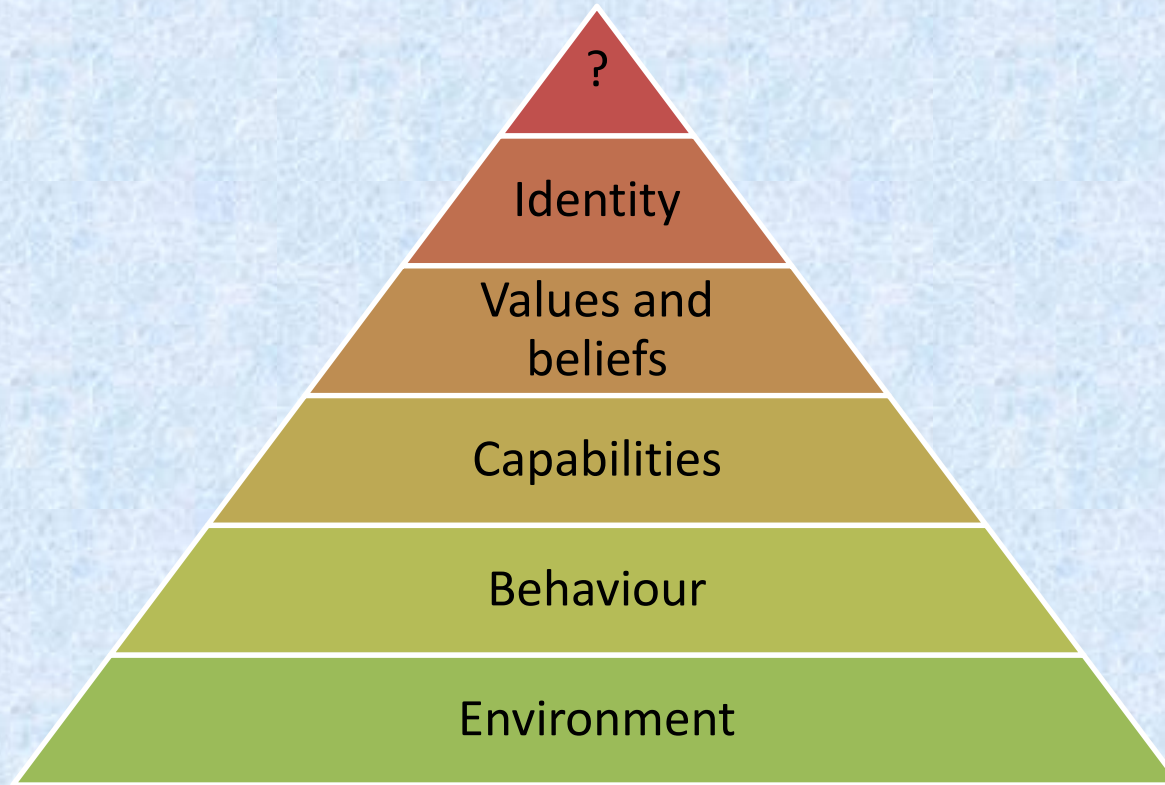 ?
Identity
Values and
beliefs
Capabilities
Behaviour
Environment